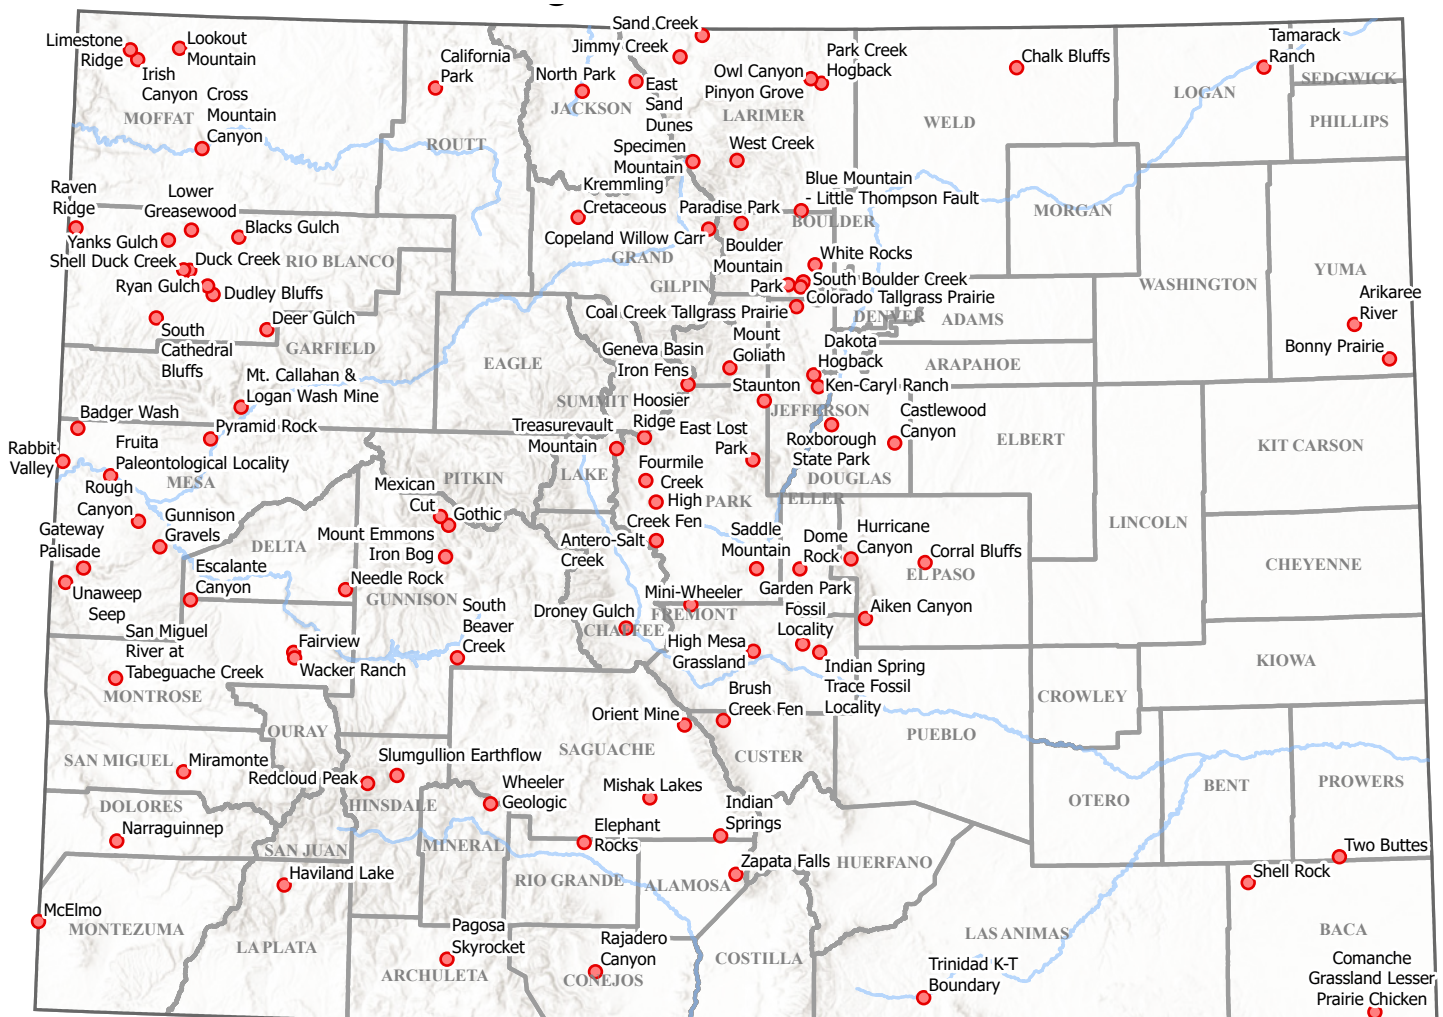 Sand Creek
Limestone
Ridge
Lookout
Mountain
Irish
Canyon
Cross
Mountain
Canyon
MOFFAT
California
Park
ROUTT
Jimmy Creek
North Park
JACKSON
East
Sand
Dunes
Owl Canyon
Pinyon Grove
Park Creek
Hogback
LARIMER
Chalk Bluffs
WELD
Tamarack
Ranch
LOGAN
SEDGWICK
PHILLIPS
Specimen
Mountain
West Creek
Kremmling
Cretaceous
Paradise Park
Blue Mountain
- Little Thompson Fault
BOULDER
MORGAN
Raven
Ridge
Lower
Greasewood
Yanks Gulch
Blacks Gulch
Shell Duck Creek
Duck Creek
RIO BLANCO
Ryan Gulch
Dudley Bluffs
South
Cathedral
Bluffs
Deer Gulch
GARFIELD
Copeland Willow Carr
GRAND
Boulder
Mountain
Park
White Rocks
South Boulder Creek
GILPIN
Colorado Tallgrass Prairie
Coal Creek Tallgrass Prairie
DENVER
ADAMS
WASHINGTON
YUMA
Arikaree
River
Bonny Prairie
Mt. Callahan &
Logan Wash Mine
EAGLE
Geneva Basin
Iron Fens
Mount
Goliath
Dakota
Hogback
ARAPAHOE
SUMMIT
Hoosier
Ridge
Staunton
Ken-Caryl Ranch
JEFFERSON
Castlewood
Canyon
ELBERT
KIT CARSON
Badger Wash
Pyramid Rock
Rabbit
Valley
Fruita
Paleontological Locality
MESA
Treasurevault
Mountain
East Lost
Park
Roxborough
State Park
DOUGLAS
Rough
Canyon
Gunnison
Gravels
Gateway
Palisade
PITKIN
LAKE
Fourmile
Creek
High
Creek Fen
PARK
TELLER
Mexican
Cut
Gothic
Mount Emmons
Iron Bog
DELTA
Escalante
Canyon
Unaweep
Seep
Needle Rock
GUNNISON
Antero-Salt
Creek
Saddle
Mountain
Dome
Rock
Hurricane
Canyon
Corral Bluffs
EL PASO
LINCOLN
CHEYENNE
San Miguel
River at
Tabeguache Creek
MONTROSE
Fairview
Wacker Ranch
South
Beaver
Creek
Droney Gulch
CHAFFEE
Mini-Wheeler
FREMONT
Garden Park
Fossil
Locality
Aiken Canyon
High Mesa
Grassland
Indian Spring
Trace Fossil
Locality
KIOWA
CROWLEY
OURAY
Orient Mine
Brush
Creek Fen
PUEBLO
SAN MIGUEL
Miramonte
Slumgullion Earthflow
Redcloud Peak
HINSDALE
SAGUACHE
CUSTER
OTERO
BENT
PROWERS
DOLORES
Narraguinnep
Wheeler
Geologic
Mishak Lakes
Indian
Springs
SAN JUAN
MINERAL
Elephant
Rocks
Zapata Falls
HUERFANO
Two Buttes
Shell Rock
Haviland Lake
RIO GRANDE
ALAMOSA
McElmo
MONTEZUMA
LA PLATA
Pagosa
Skyrocket
ARCHULETA
Rajadero
Canyon
CONEJOS
COSTILLA
LAS ANIMAS
Trinidad K-T
Boundary
BACA
Comanche
Grassland Lesser
Prairie Chicken